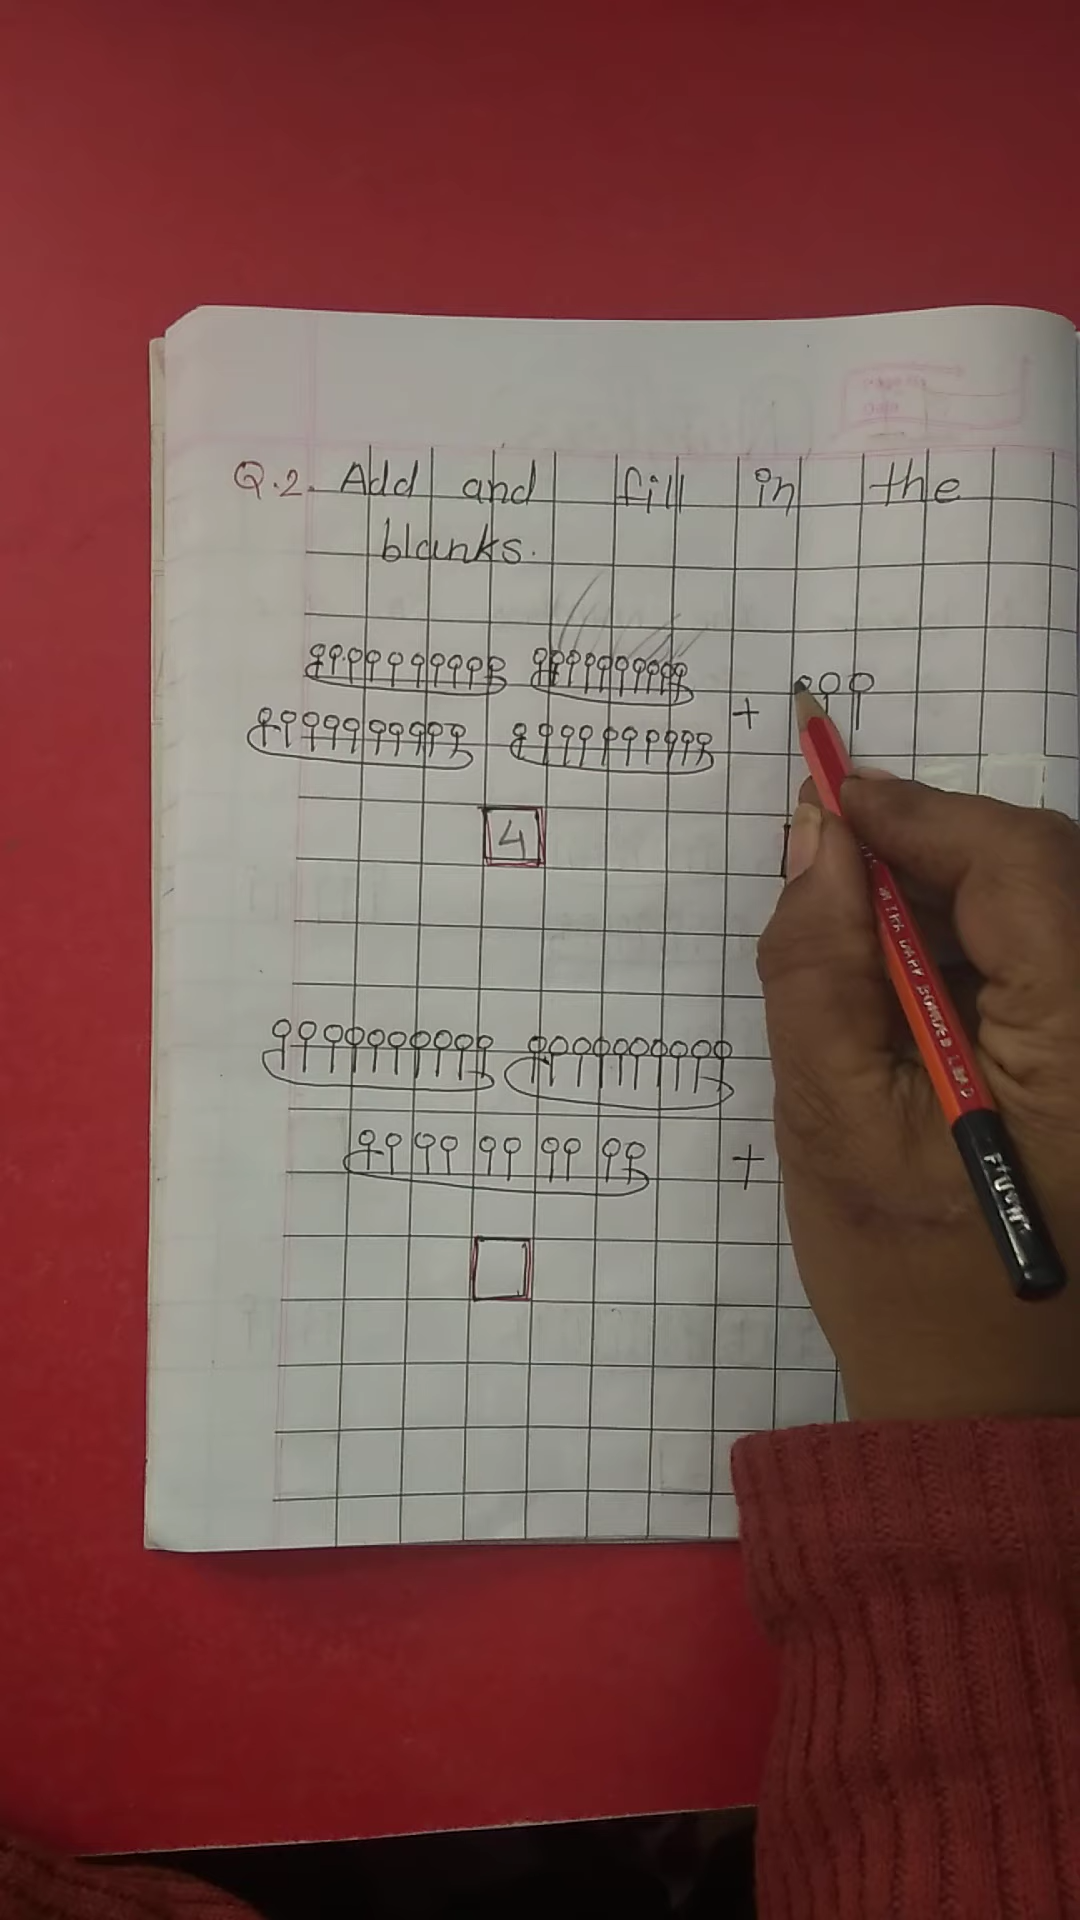 Q.2. Add and fill in the
blanks.
+
4
+